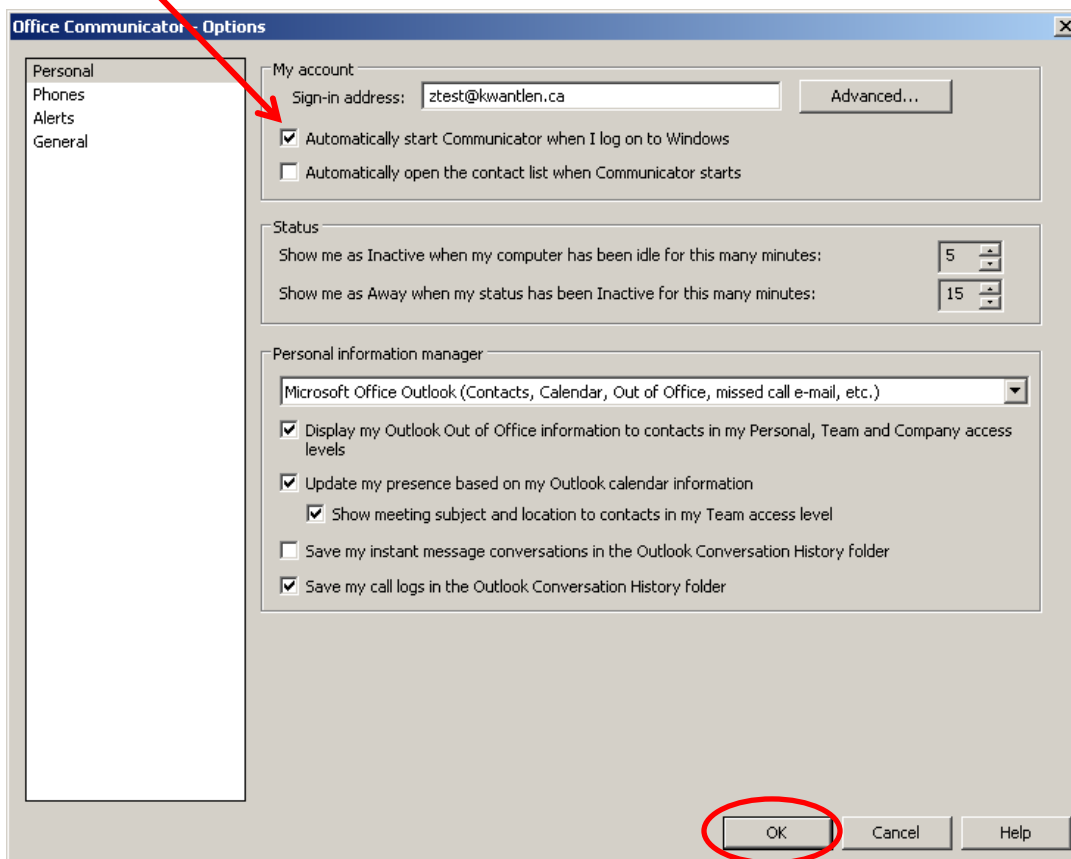 Office Communicator - Options
Personal
Phones
Alerts
General
My account
Sign-in address: ztest@kwantlen.ca Advanced...
Automatically start Communicator when I log on to Windows
Automatically open the contact list when Communicator starts
Status
Show me as Inactive when my computer has been idle for this many minutes: 5
Show me as Away when my status has been Inactive for this many minutes: 15
Personal information manager
Microsoft Office Outlook (Contacts, Calendar, Out of Office, missed call e-mail, etc.)
Display my Outlook Out of Office information to contacts in my Personal, Team and Company access
levels
Update my presence based on my Outlook calendar information
Show meeting subject and location to contacts in my Team access level
Save my instant message conversations in the Outlook Conversation History folder
Save my call logs in the Outlook Conversation History folder
OK Cancel Help